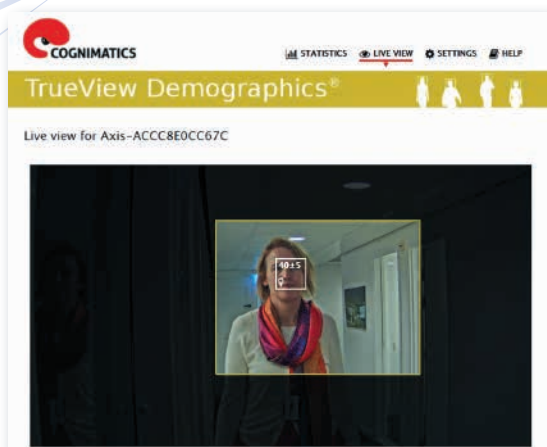 COGNIMATICS
STATISTICS LIVE VIEW SETTINGS HELP
TrueView Demographics®
Live view for Axis-ACCC8E0CC67C
40±5